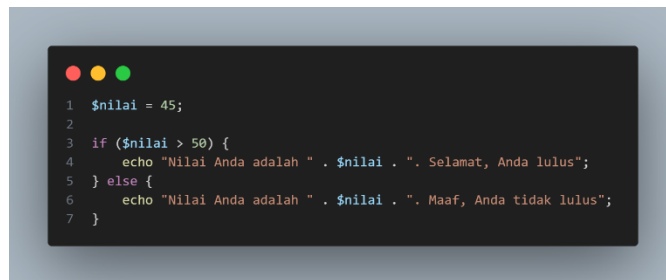 1 $nilai = 45;
2
3 if ($nilai > 50) {
4     echo "Nilai Anda adalah " . $nilai . ". Selamat, Anda lulus";
5 } else {
6     echo "Nilai Anda adalah " . $nilai . ". Maaf, Anda tidak lulus";
7 }